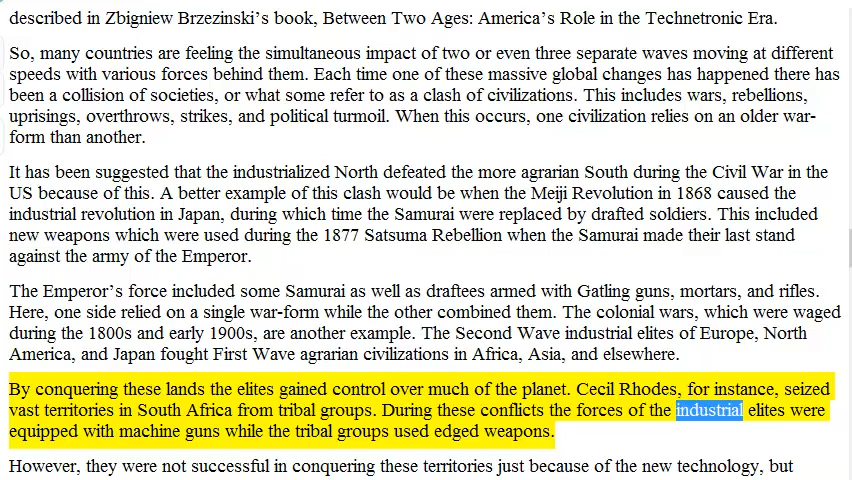 described in Zbigniew Brzezinski’s book, Between Two Ages: America’s Role in the Technetronic Era.
So, many countries are feeling the simultaneous impact of two or even three separate waves moving at different
speeds with various forces behind them. Each time one of these massive global changes has happened there has
been a collision of societies, or what some refer to as a clash of civilizations. This includes wars, rebellions,
uprisings, overthrows, strikes, and political turmoil. When this occurs, one civilization relies on an older war-
form than another.
It has been suggested that the industrialized North defeated the more agrarian South during the Civil War in the
US because of this. A better example of this clash would be when the Meiji Revolution in 1868 caused the
industrial revolution in Japan, during which time the Samurai were replaced by drafted soldiers. This included
new weapons which were used during the 1877 Satsuma Rebellion when the Samurai made their last stand
against the army of the Emperor.
The Emperor’s force included some Samurai as well as draftees armed with Gatling guns, mortars, and rifles.
Here, one side relied on a single war-form while the other combined them. The colonial wars, which were waged
during the 1800s and early 1900s, are another example. The Second Wave industrial elites of Europe, North
America, and Japan fought First Wave agrarian civilizations in Africa, Asia, and elsewhere.
By conquering these lands the elites gained control over much of the planet. Cecil Rhodes, for instance, seized
vast territories in South Africa from tribal groups. During these conflicts the forces of the industrial elites were
equipped with machine guns while the tribal groups used edged weapons.
However, they were not successful in conquering these territories just because of the new technology, but